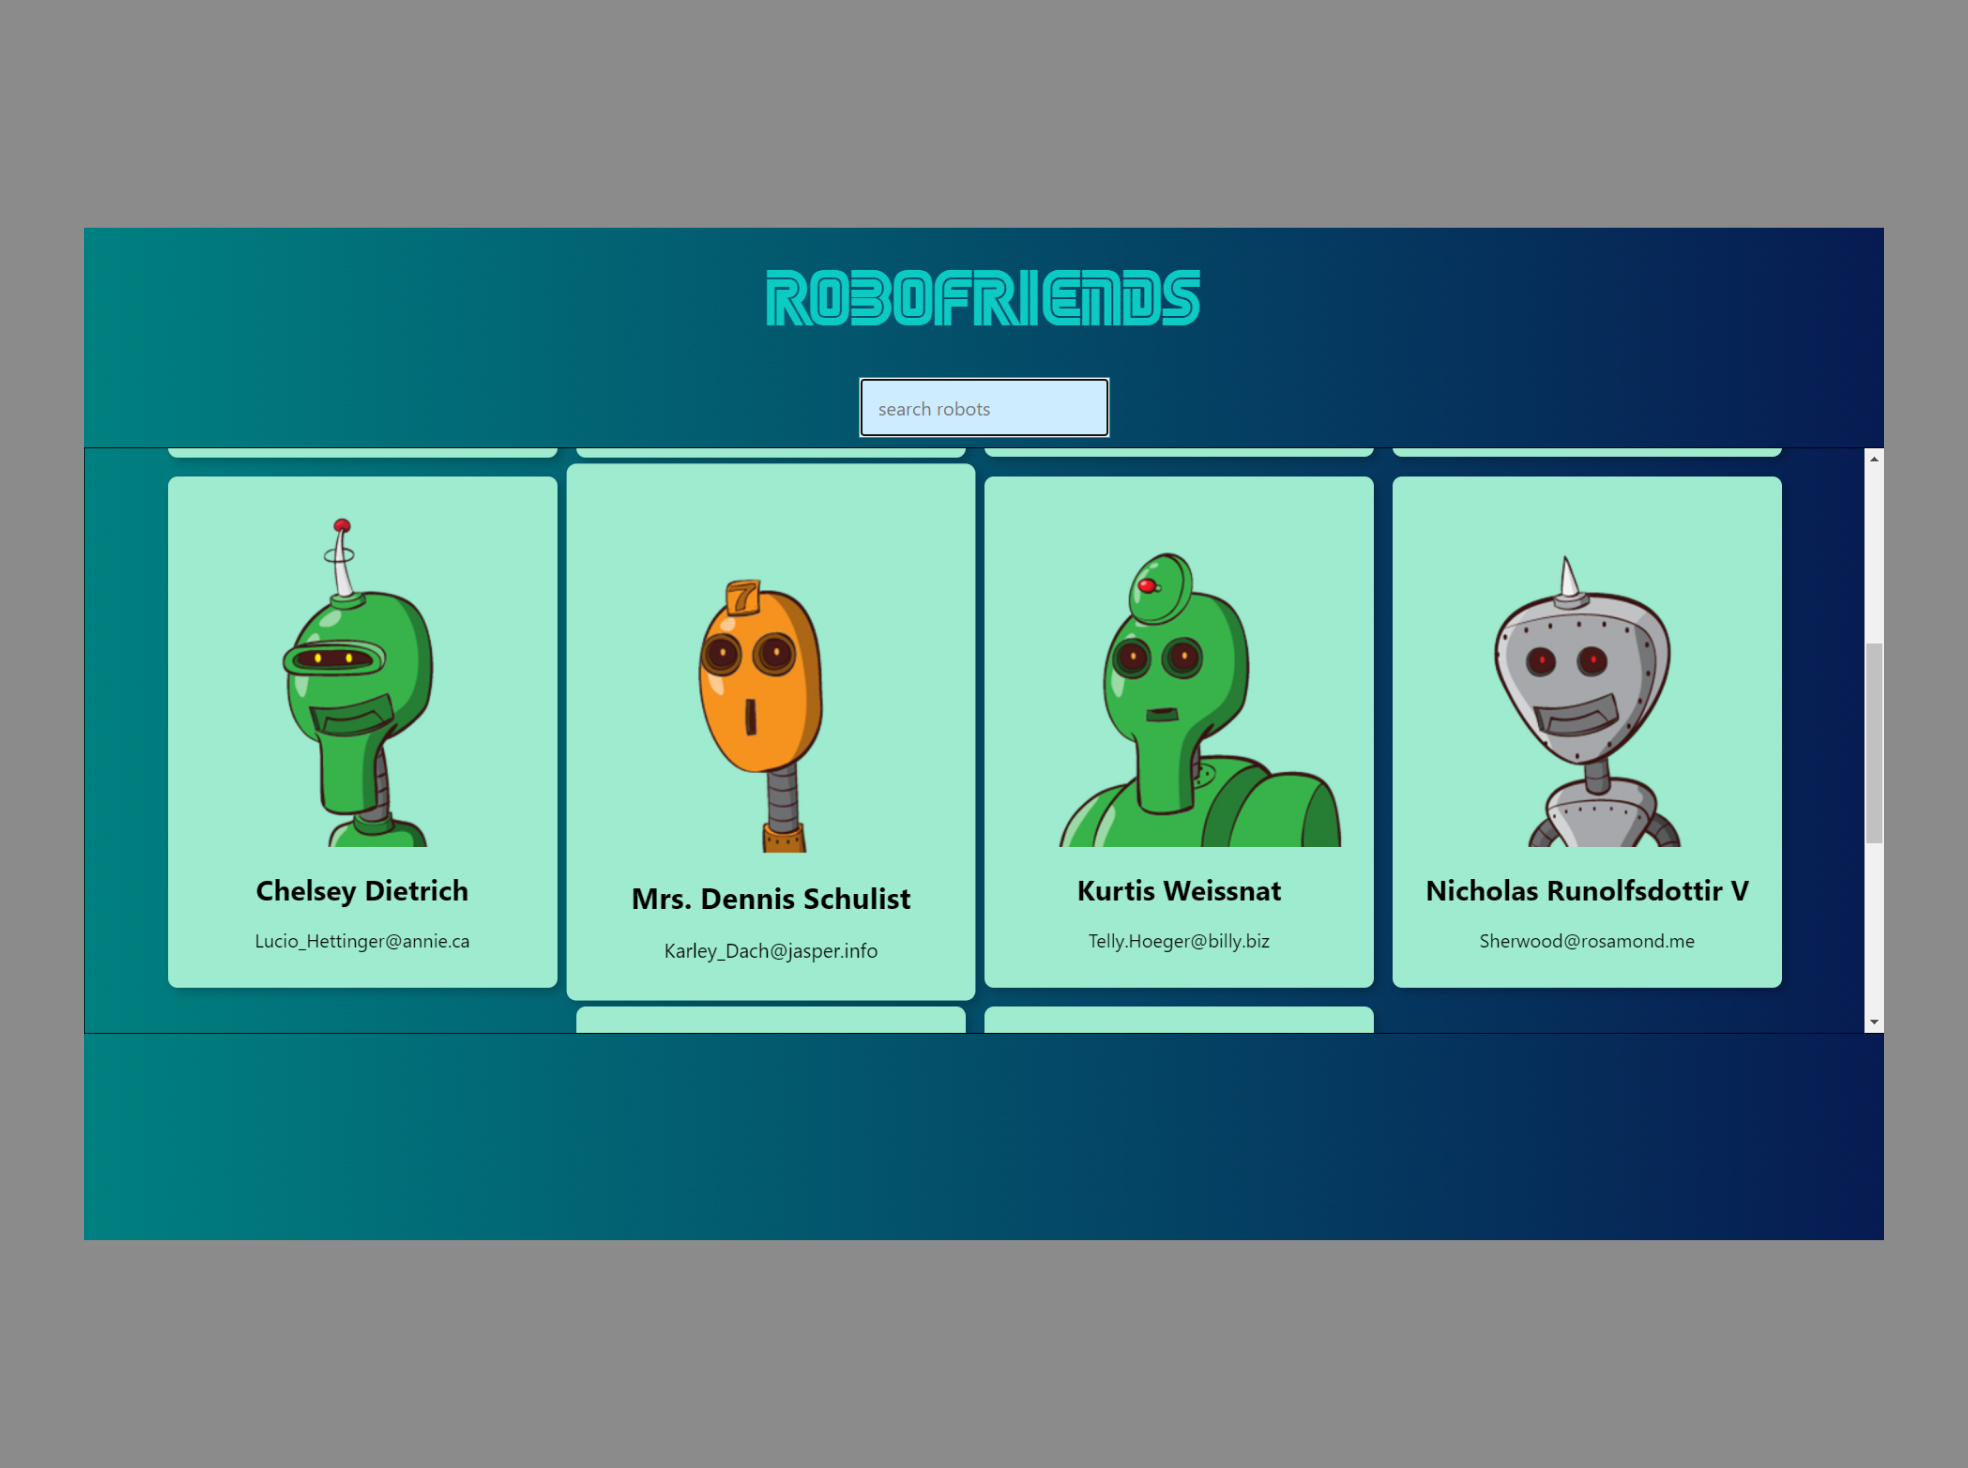 ROBOFRIENDS
search robots
7
Chelsey Dietrich
Lucio_Hettinger@annie.ca
Mrs. Dennis Schulist
Karley_Dach@jasper.info
Kurtis Weissnat
Telly.Hoeger@billy.biz
Nicholas Runolfsdottir V
Sherwood@rosamond.me